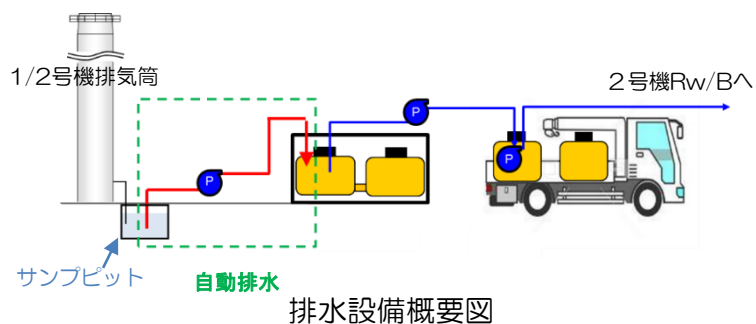 1/2号機排気筒
2号機Rw/Bへ
P
P
P
サンプピット
自動排水
排水設備概要図